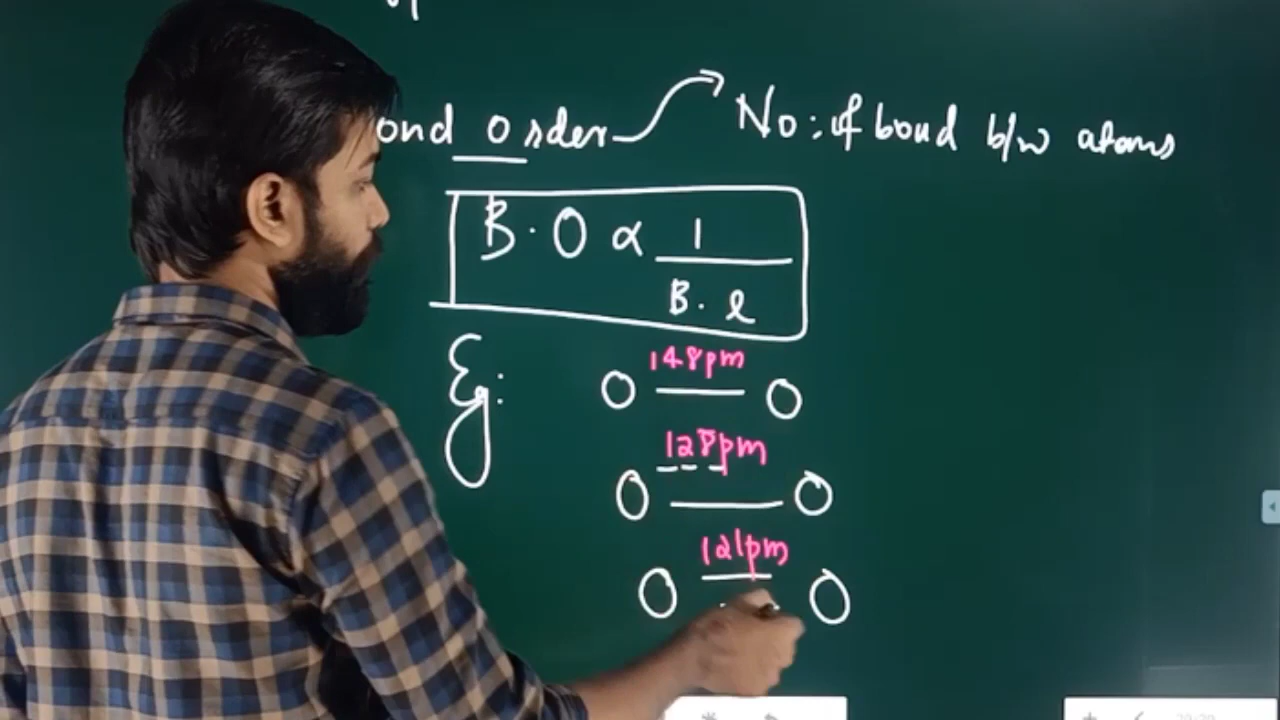 ond order → No: of bond b/w atoms
B.O ∝ 1
B. l
Eg:
148pm
O — O
128pm
O O
121pm
O O